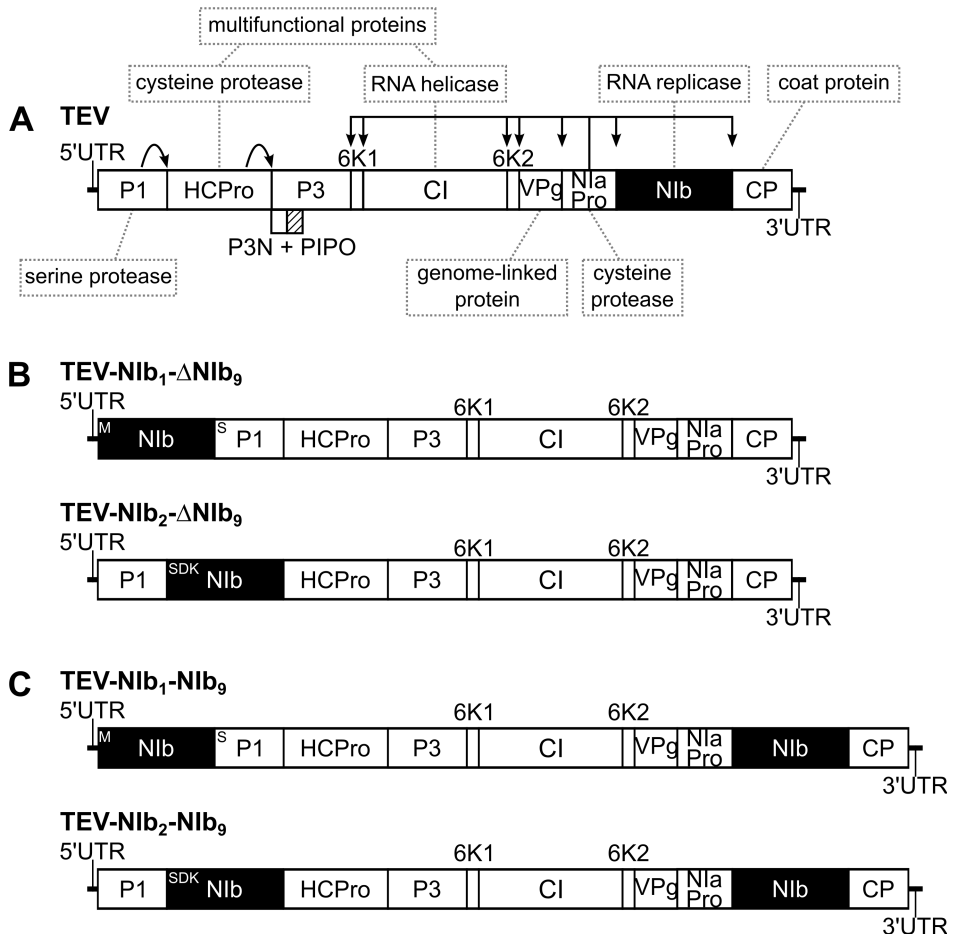 multifunctional proteins
cysteine protease
RNA helicase
RNA replicase
coat protein
A TEV
5'UTR
6K1
6K2
P1 HCPro P3 CI VPg NIa Pro NIb CP
3'UTR
P3N + PIPO
serine protease
genome-linked
protein
cysteine
protease
B TEV-NIb₁-ΔNIb₉
5'UTR
6K1
6K2
M NIb S P1 HCPro P3 CI VPg NIa Pro CP
3'UTR
TEV-NIb₂-ΔNIb₉
5'UTR
6K1
6K2
P1 SDK NIb HCPro P3 CI VPg NIa Pro CP
3'UTR
C TEV-NIb₁-NIb₉
5'UTR
6K1
6K2
M NIb S P1 HCPro P3 CI VPg NIa Pro NIb CP
3'UTR
TEV-NIb₂-NIb₉
5'UTR
6K1
6K2
P1 SDK NIb HCPro P3 CI VPg NIa Pro NIb CP
3'UTR